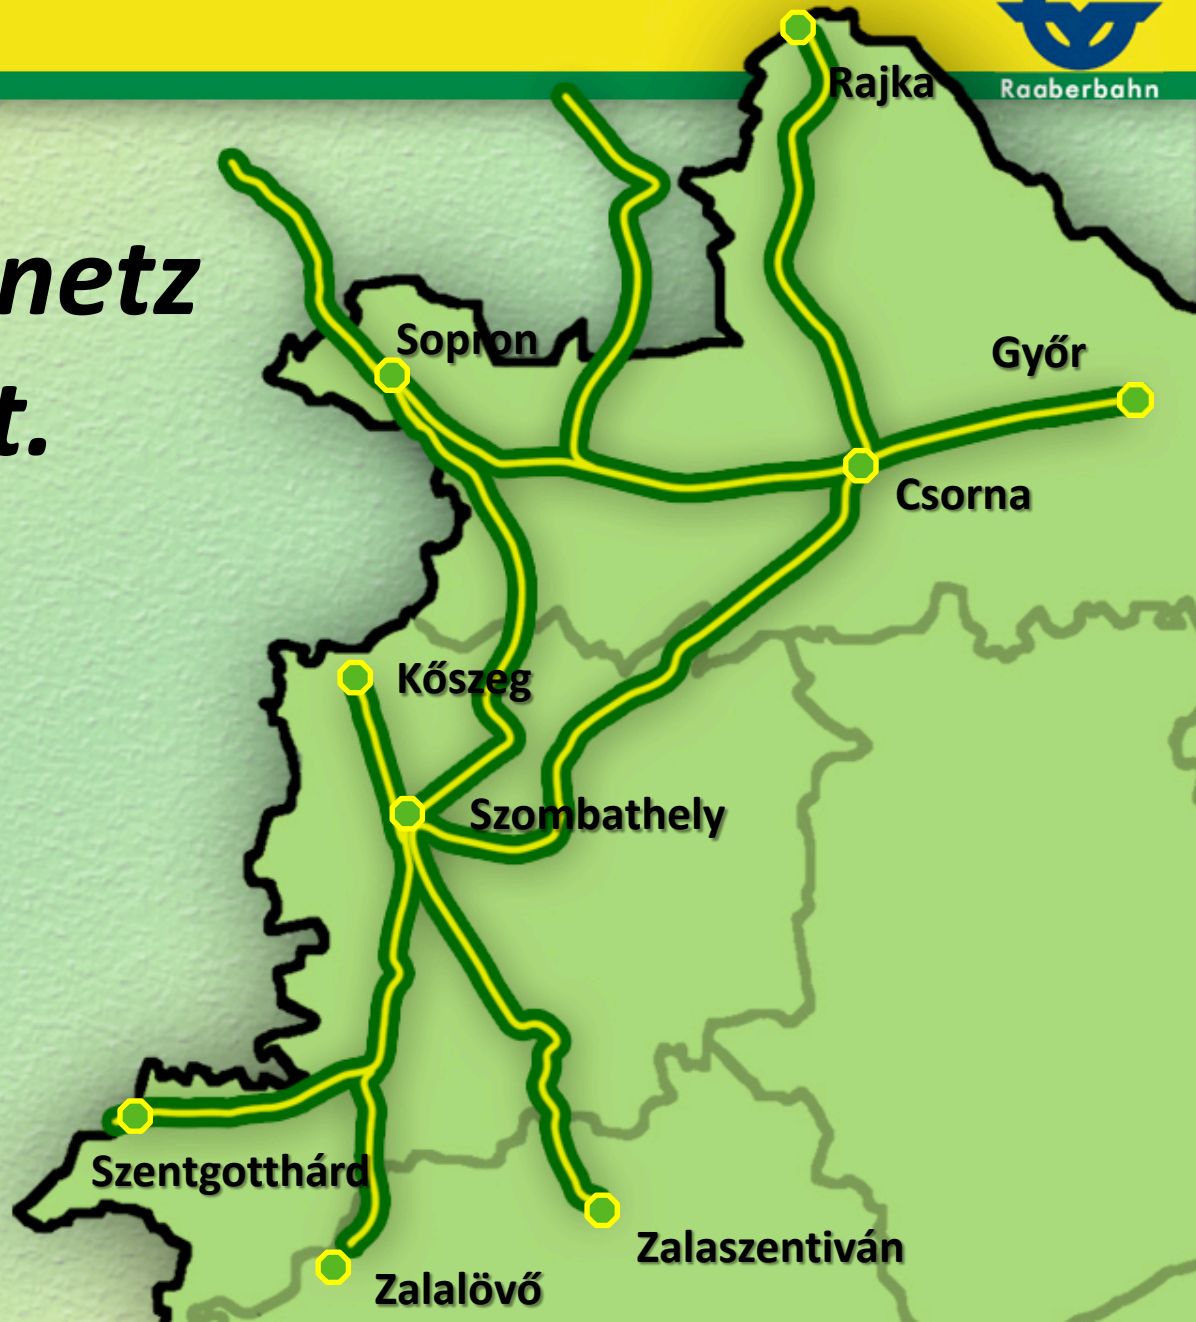 Rajka
Raaberbahn
netz
Sopron
Győr
t.
Csorna
Kőszeg
Szombathely
Szentgotthárd
Zalaszentiván
Zalalövő